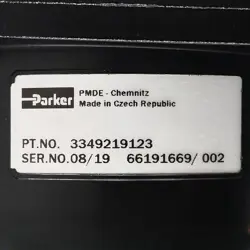 Parker
PMDE - Chemnitz
Made in Czech Republic
PT.NO. 3349219123
SER.NO.08/19 66191669/ 002